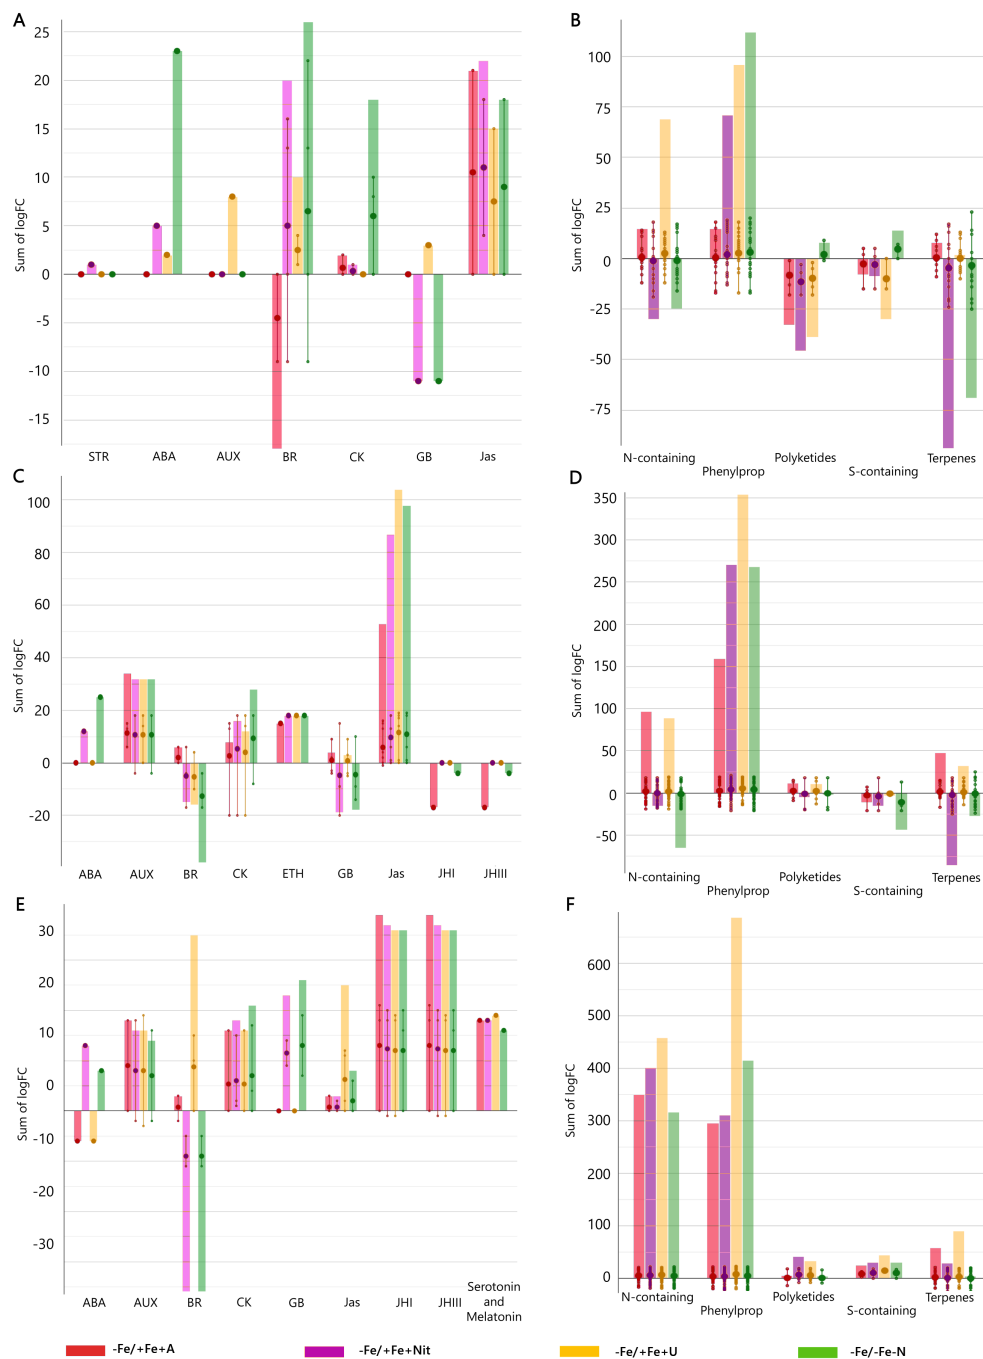 A
25
20
15
10
5
0
-5
-10
-15
Sum of logFC
STR ABA AUX BR CK GB Jas
B
100
75
50
25
0
-25
-50
-75
Sum of logFC
N-containing Phenylprop Polyketides S-containing Terpenes
C
100
80
60
40
20
0
-20
Sum of logFC
ABA AUX BR CK ETH GB Jas JHI JHIII
D
350
300
250
200
150
100
50
0
-50
Sum of logFC
N-containing Phenylprop Polyketides S-containing Terpenes
E
30
20
10
0
-10
-20
-30
Sum of logFC
ABA AUX BR CK GB Jas JHI JHIII Serotonin
and
Melatonin
F
600
500
400
300
200
100
0
Sum of logFC
N-containing Phenylprop Polyketides S-containing Terpenes
-Fe/+Fe+A -Fe/+Fe+Nit -Fe/+Fe+U -Fe/-Fe-N